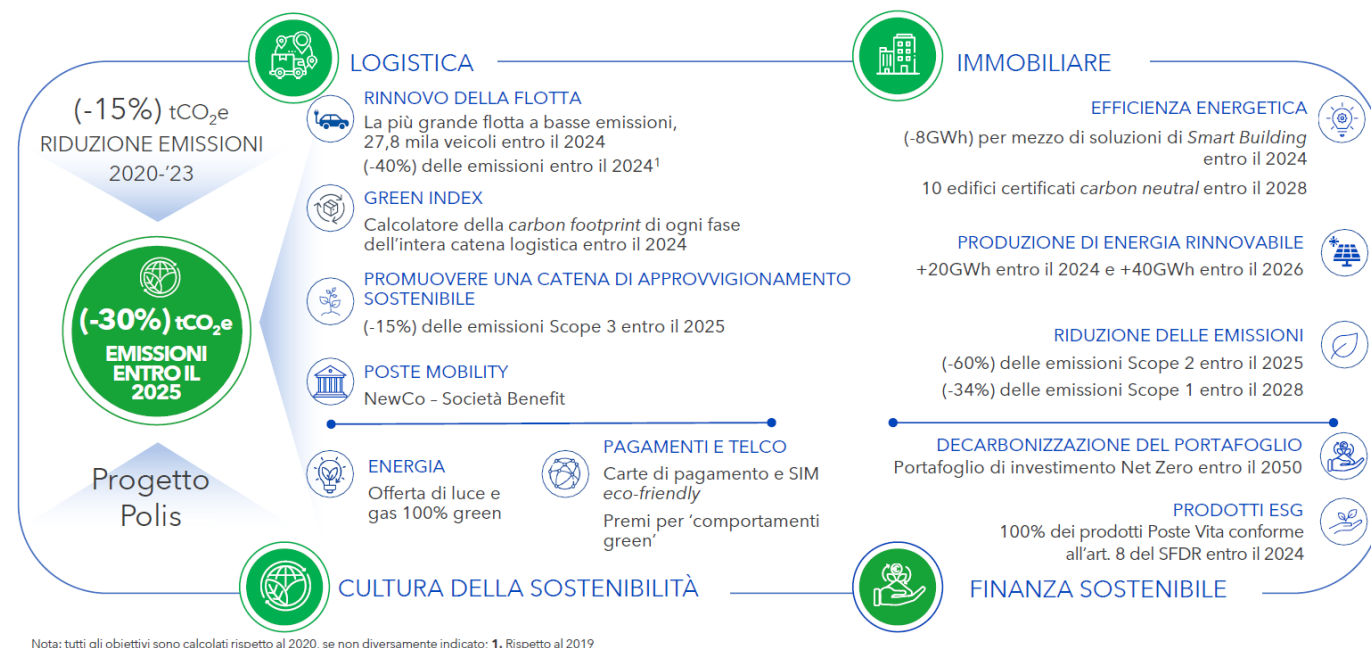 LOGISTICA
IMMOBILIARE
(-15%) tCO₂e
RIDUZIONE EMISSIONI
2020-'23
(-30%) tCO₂e
EMISSIONI
ENTRO IL
2025
Progetto
Polis
RINNOVO DELLA FLOTTA
La più grande flotta a basse emissioni,
27,8 mila veicoli entro il 2024
(-40%) delle emissioni entro il 2024¹
GREEN INDEX
Calcolatore della carbon footprint di ogni fase
dell'intera catena logistica entro il 2024
PROMUOVERE UNA CATENA DI APPROVVIGIONAMENTO
SOSTENIBILE
(-15%) delle emissioni Scope 3 entro il 2025
POSTE MOBILITY
NewCo – Società Benefit
ENERGIA
Offerta di luce e
gas 100% green
PAGAMENTI E TELCO
Carte di pagamento e SIM
eco-friendly
Premi per 'comportamenti
green'
EFFICIENZA ENERGETICA
(-8GWh) per mezzo di soluzioni di Smart Building
entro il 2024
10 edifici certificati carbon neutral entro il 2028
PRODUZIONE DI ENERGIA RINNOVABILE
+20GWh entro il 2024 e +40GWh entro il 2026
RIDUZIONE DELLE EMISSIONI
(-60%) delle emissioni Scope 2 entro il 2025
(-34%) delle emissioni Scope 1 entro il 2028
DECARBONIZZAZIONE DEL PORTAFOGLIO
Portafoglio di investimento Net Zero entro il 2050
PRODOTTI ESG
100% dei prodotti Poste Vita conforme
all'art. 8 del SFDR entro il 2024
CULTURA DELLA SOSTENIBILITÀ
FINANZA SOSTENIBILE
Nota: tutti gli obiettivi sono calcolati rispetto al 2020, se non diversamente indicato; 1. Rispetto al 2019